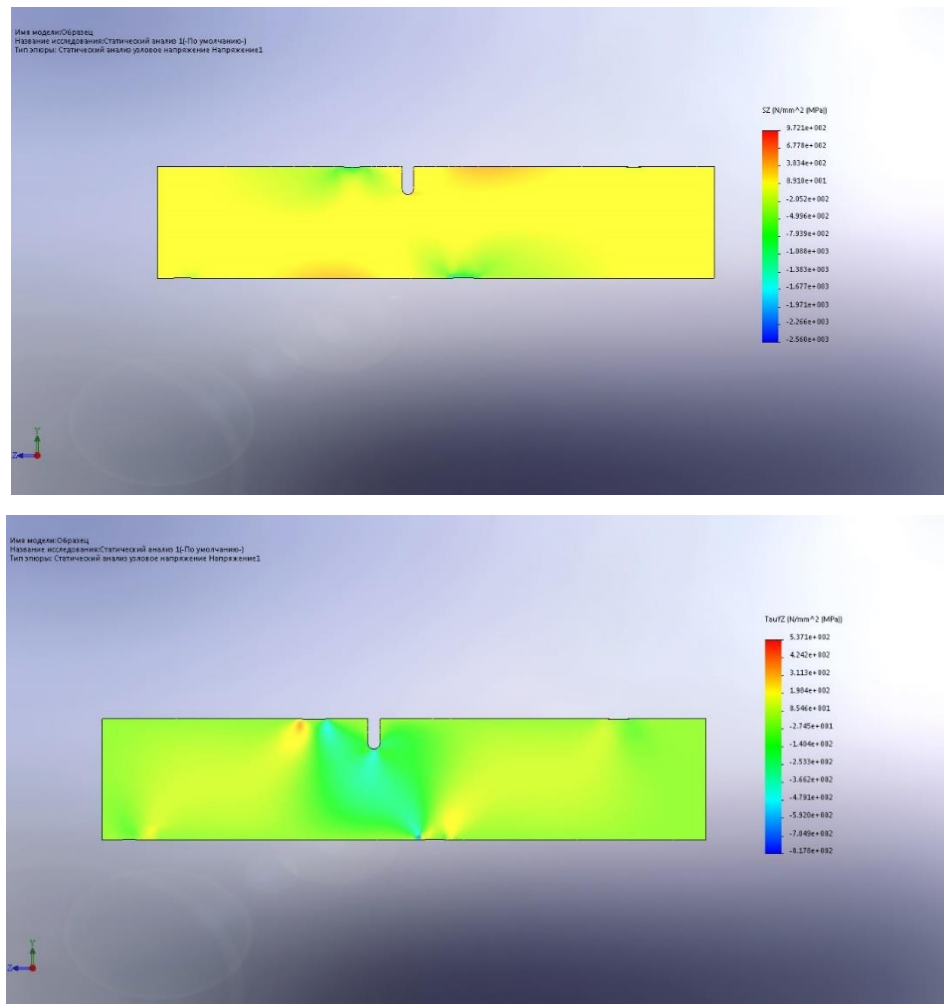 Имя модели:Образец
Название исследования:Статический анализ 1(-По умолчанию-)
Тип эпюры: Статический анализ узловое напряжение Напряжение1
SZ (N/mm^2 (MPa))
9.721e+002
6.778e+002
3.834e+002
8.910e+001
-2.052e+002
-4.996e+002
-7.939e+002
-1.088e+003
-1.383e+003
-1.677e+003
-1.971e+003
-2.266e+003
-2.560e+003
Y
Z
Имя модели:Образец
Название исследования:Статический анализ 1(-По умолчанию-)
Тип эпюры: Статический анализ узловое напряжение Напряжение1
5.371e+002
4.242e+002
3.113e+002
1.984e+002
8.546e+001
-2.745e+001
-1.404e+002
-2.533e+002
-3.662e+002
-4.791e+002
-5.920e+002
-7.049e+002
-8.178e+002
Y
Z